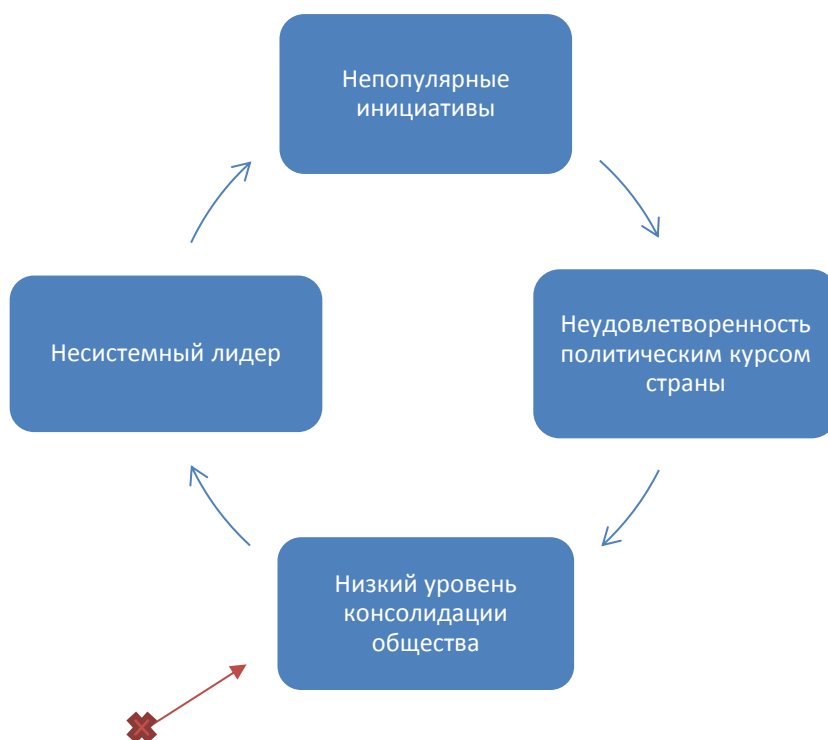 Непопулярные
инициативы
Неудовлетворенность
политическим курсом
страны
Несистемный лидер
Низкий уровень
консолидации
общества